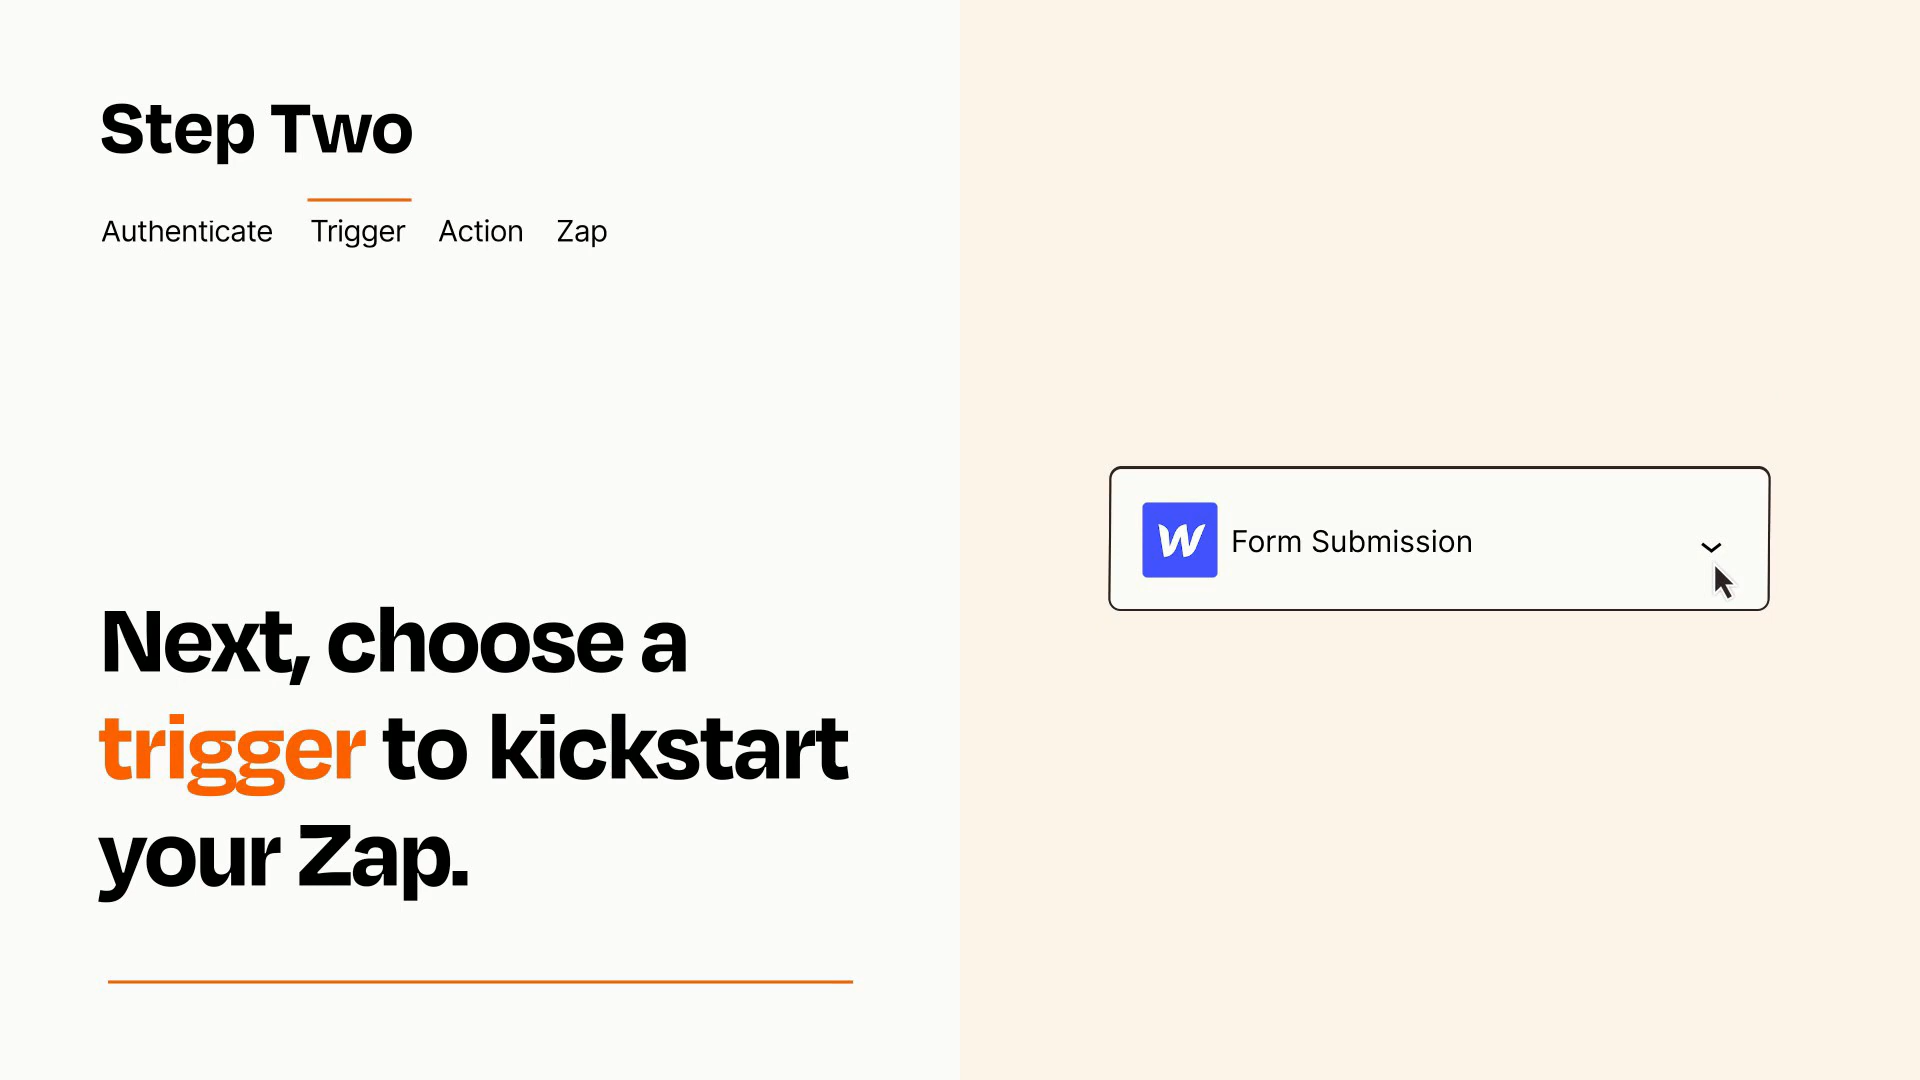 Step Two
Authenticate Trigger Action Zap
Next, choose a
trigger to kickstart
your Zap.
Form Submission